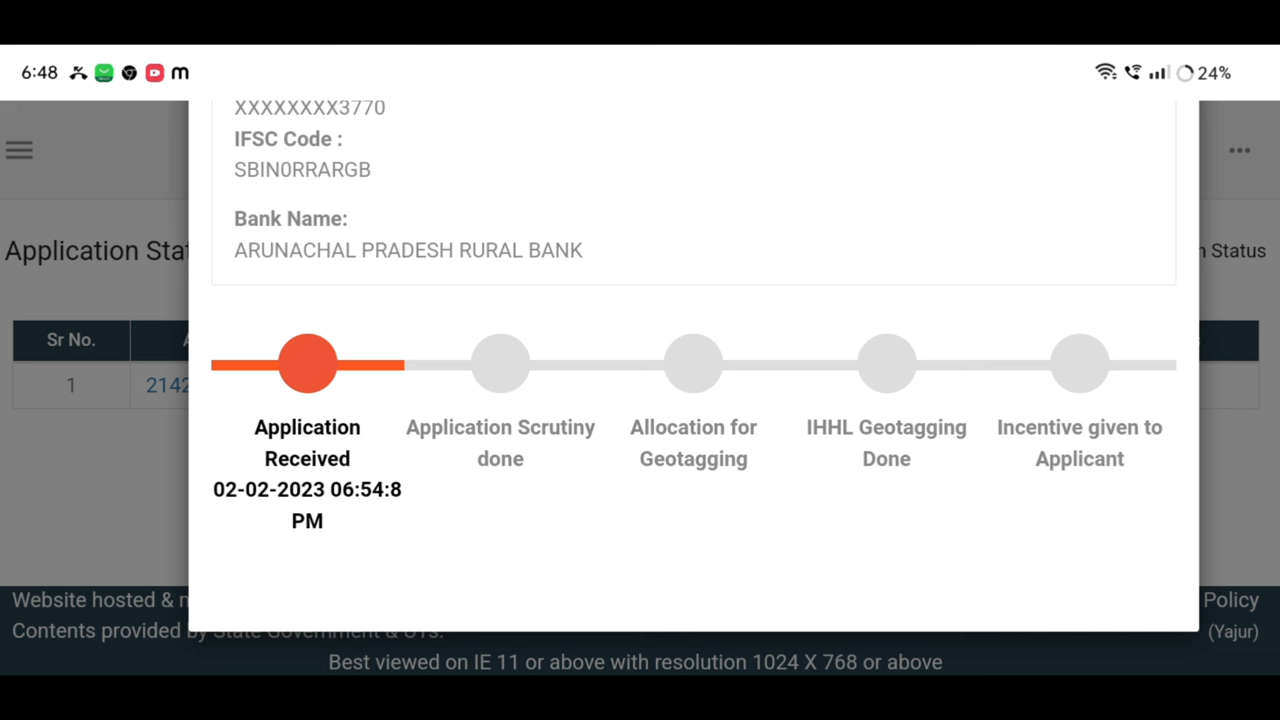 6:48
24%
XXXXXXXX3770
IFSC Code :
SBIN0RRARGB
Bank Name:
ARUNACHAL PRADESH RURAL BANK
Application Stat
n Status
Sr No.
A
1
2142
Application Received
02-02-2023 06:54:8 PM
Application Scrutiny done
Allocation for Geotagging
IHHL Geotagging Done
Incentive given to Applicant
Website hosted & m
Policy
Contents provided by State Government & UTs.
(Yajur)
Best viewed on IE 11 or above with resolution 1024 X 768 or above